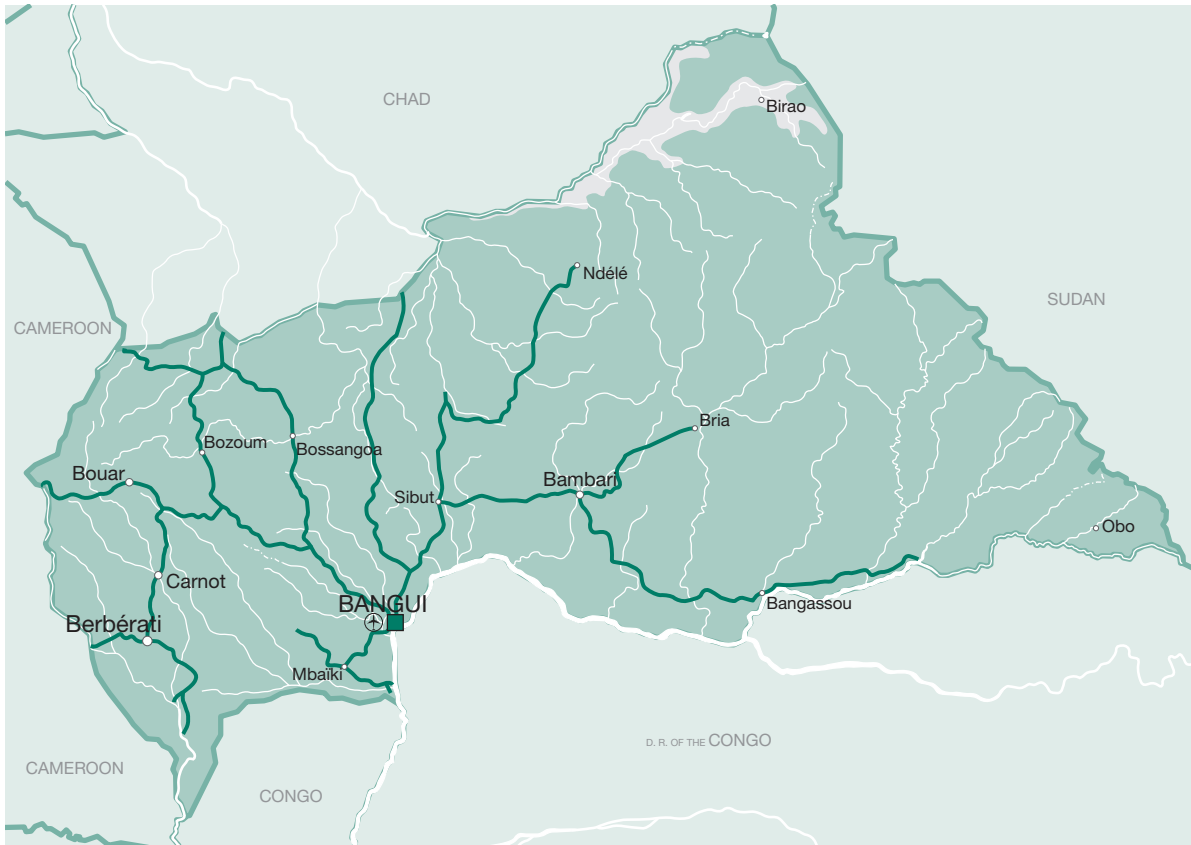 CHAD
Birao
Ndélé
SUDAN
CAMEROON
Bria
Bozoum
Bossangoa
Bouar
Bambari
Sibut
Obo
Carnot
BANGUI
Bangassou
Berbérati
Mbaïki
D. R. OF THE CONGO
CAMEROON
CONGO